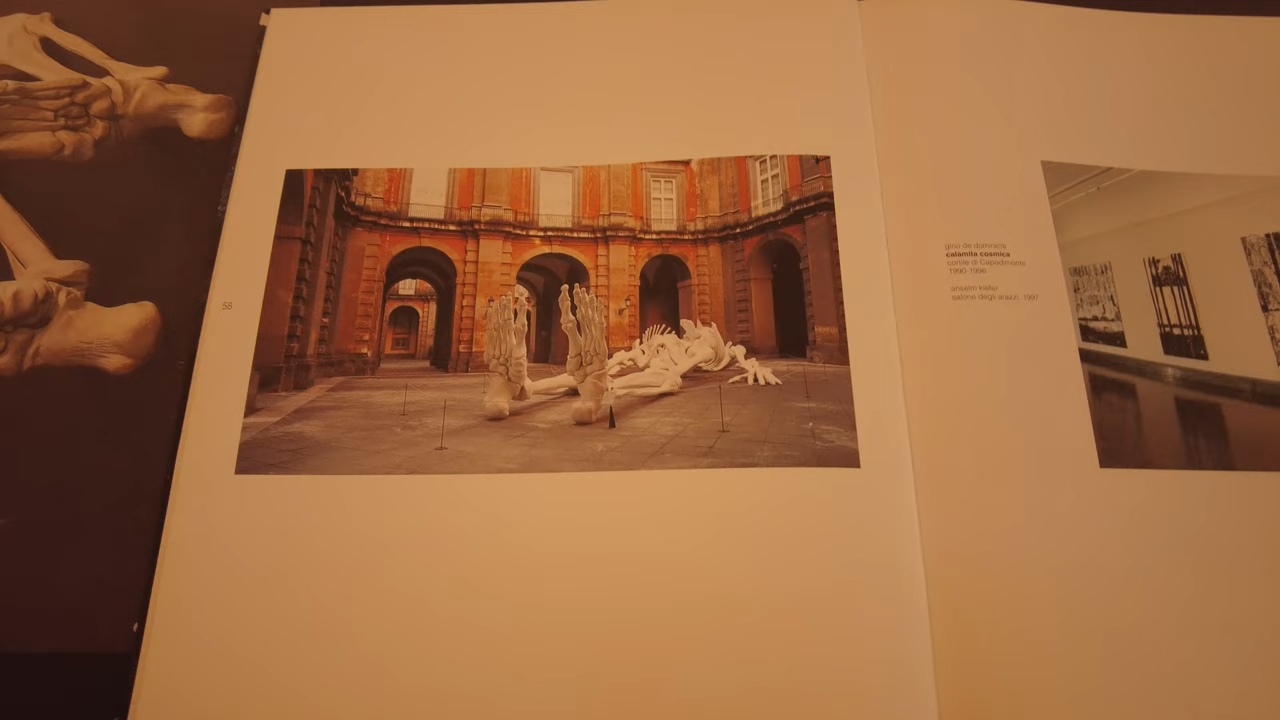 58
gino de dominicis
calamita cosmica
cortile di Capodimonte
1990-1996
anselm kiefer
salone degli arazzi, 1997